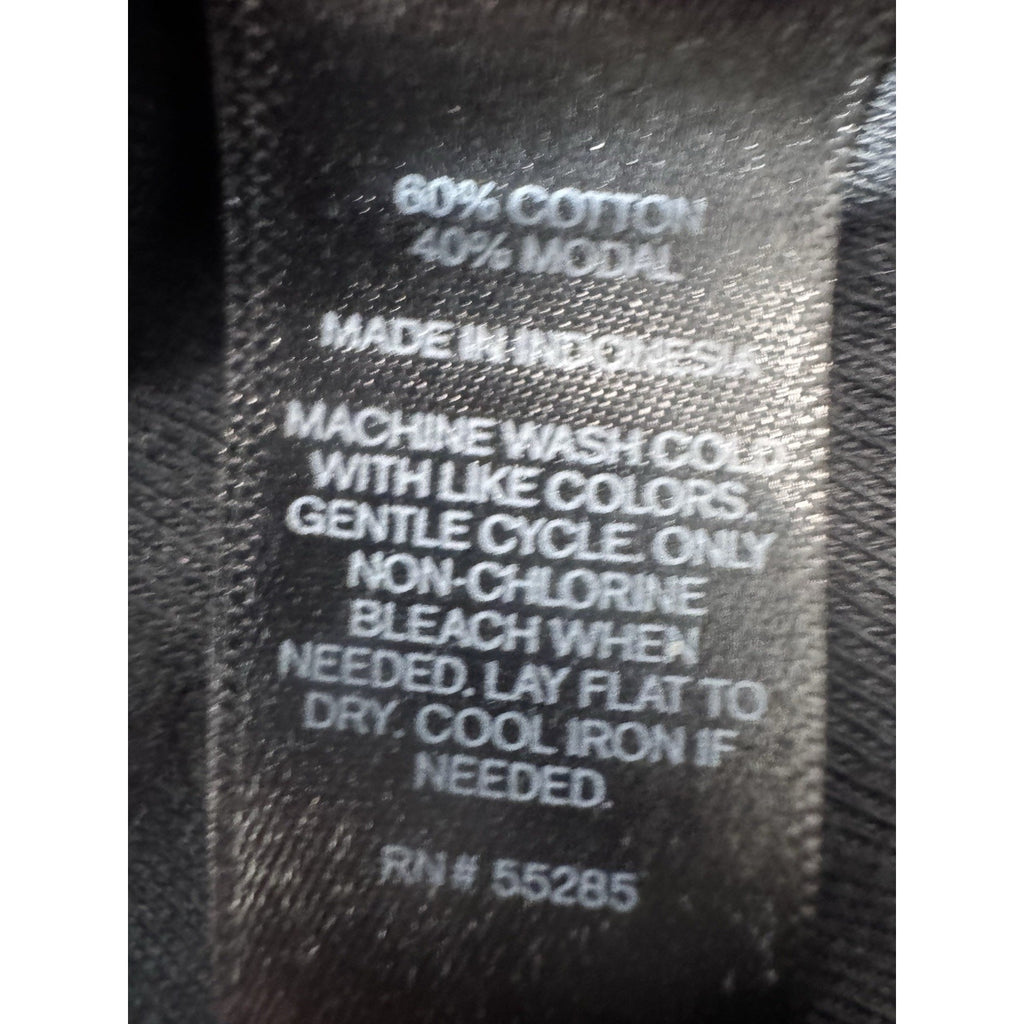 60% COTTON
40% MODAL
MADE IN INDONESIA
MACHINE WASH COLD
WITH LIKE COLORS.
GENTLE CYCLE. ONLY
NON-CHLORINE
BLEACH WHEN
NEEDED. LAY FLAT TO
DRY. COOL IRON IF
NEEDED.
RN# 55285